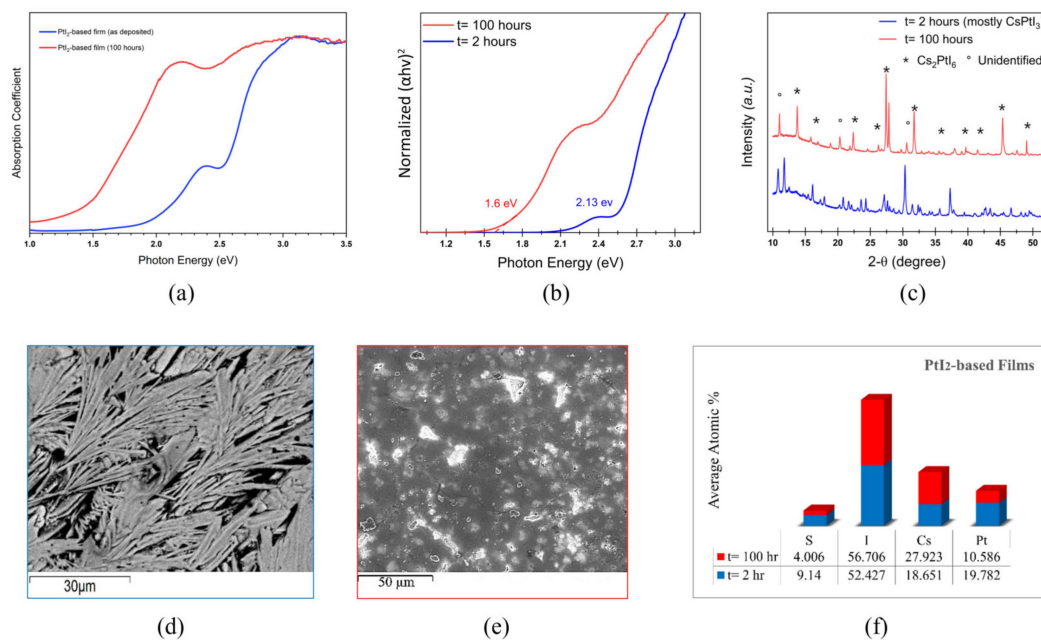 PtI2-based firm (as deposited)
PtI2-based film (100 hours)
Absorption Coefficient
1.0 1.5 2.0 2.5 3.0 3.5
Photon Energy (eV)
(a)
t= 100 hours
t= 2 hours
Normalized (αhv)²
1.6 eV
2.13 ev
1.2 1.5 1.8 2.1 2.4 2.7 3.0
Photon Energy (eV)
(b)
t= 2 hours (mostly CsPtI3
t= 100 hours
* Cs2PtI6 ° Unidentified
Intensity (a.u.)
10 15 20 25 30 35 40 45 50
2-θ (degree)
(c)
30µm
(d)
50 µm
(e)
PtI2-based Films
Average Atomic %
S I Cs Pt
t= 100 hr 4.006 56.706 27.923 10.586
t= 2 hr 9.14 52.427 18.651 19.782
(f)